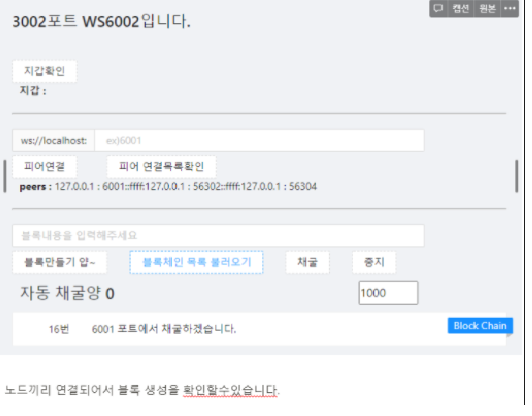 캡션 원본 •••
3002포트 WS6002입니다.
지갑확인
지갑 :
ws://localhost: ex)6001
피어연결 피어 연결목록확인
peers : 127.0.0.1 : 6001::ffff:127.0.0.1 : 56302::ffff:127.0.0.1 : 56304
블록내용을 입력해주세요
블록만들기 얍~ 블록체인 목록 불러오기 채굴 중지
자동 채굴양 0 1000
16번 6001 포트에서 채굴하겠습니다.
Block Chain
노드끼리 연결되어서 블록 생성을 확인할수있습니다.